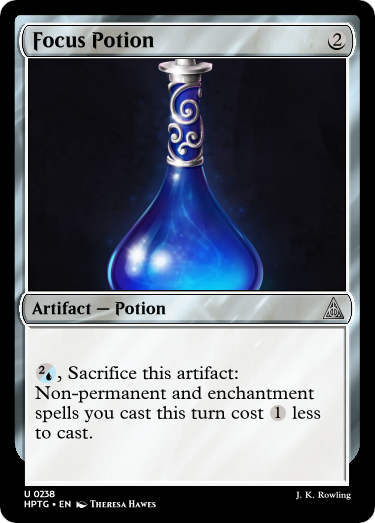 Focus Potion 2
Artifact — Potion
2, Sacrifice this artifact:
Non-permanent and enchantment
spells you cast this turn cost 1 less
to cast.
U 0238
HPTG • EN Theresa Hawes
J. K. Rowling